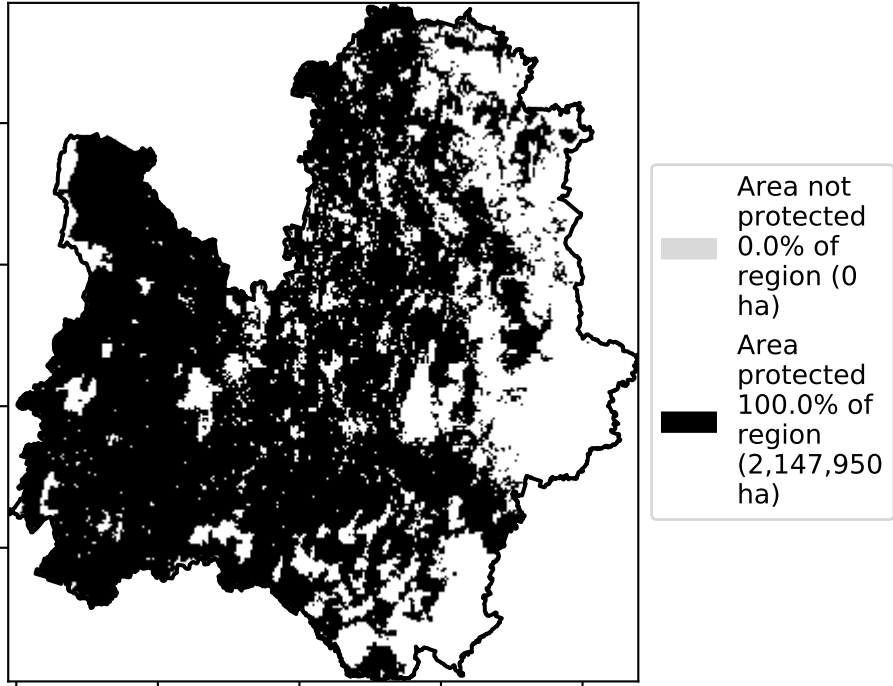 Area not
protected
0.0% of
region (0
ha)
Area
protected
100.0% of
region
(2,147,950
ha)